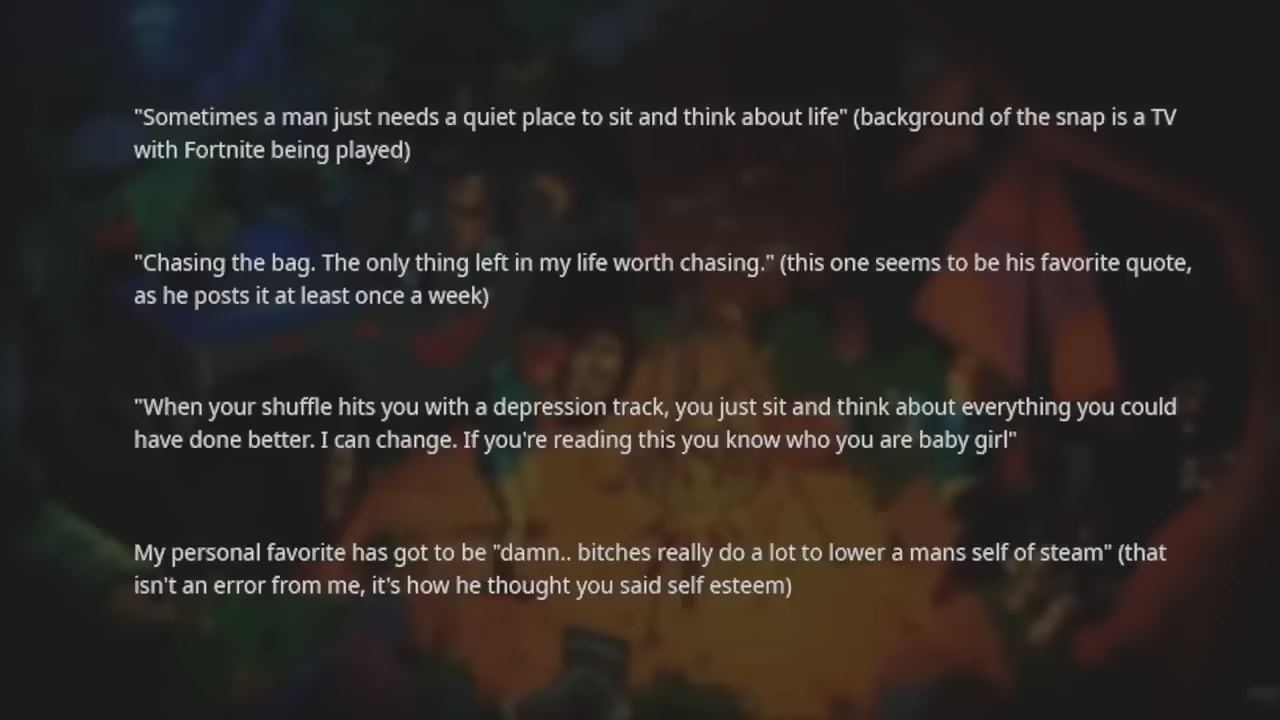 "Sometimes a man just needs a quiet place to sit and think about life" (background of the snap is a TV
with Fortnite being played)
"Chasing the bag. The only thing left in my life worth chasing." (this one seems to be his favorite quote,
as he posts it at least once a week)
"When your shuffle hits you with a depression track, you just sit and think about everything you could
have done better. I can change. If you're reading this you know who you are baby girl"
My personal favorite has got to be "damn.. bitches really do a lot to lower a mans self of steam" (that
isn't an error from me, it's how he thought you said self esteem)